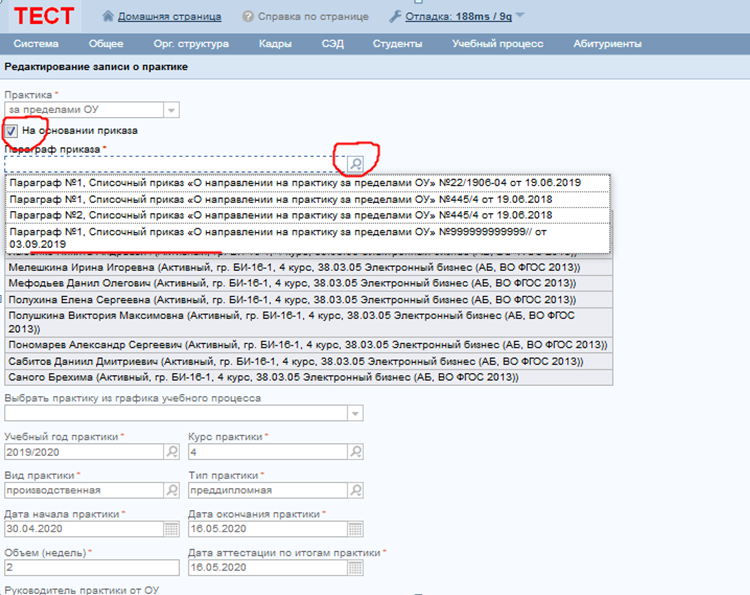 ТЕСТ
Домашняя страница Справка по странице Отладка: 188ms / 9q
Система Общее Орг. структура Кадры СЭД Студенты Учебный процесс Абитуриенты
Редактирование записи о практике
Практика *
за пределами ОУ
На основании приказа
Параграф приказа *
Параграф №1, Списочный приказ «О направлении на практику за пределами ОУ» №22/1906-04 от 19.06.2019
Параграф №1, Списочный приказ «О направлении на практику за пределами ОУ» №445/4 от 19.06.2018
Параграф №2, Списочный приказ «О направлении на практику за пределами ОУ» №445/4 от 19.06.2018
Параграф №1, Списочный приказ «О направлении на практику за пределами ОУ» №999999999999// от
03.09.2019
Мелешкина Ирина Игоревна (Активный, гр. БИ-16-1, 4 курс, 38.03.05 Электронный бизнес (АБ, ВО ФГОС 2013))
Мефодьев Данил Олегович (Активный, гр. БИ-16-1, 4 курс, 38.03.05 Электронный бизнес (АБ, ВО ФГОС 2013))
Полухина Елена Сергеевна (Активный, гр. БИ-16-1, 4 курс, 38.03.05 Электронный бизнес (АБ, ВО ФГОС 2013))
Полушкина Виктория Максимовна (Активный, гр. БИ-16-1, 4 курс, 38.03.05 Электронный бизнес (АБ, ВО ФГОС
2013))
Пономарев Александр Сергеевич (Активный, гр. БИ-16-1, 4 курс, 38.03.05 Электронный бизнес (АБ, ВО ФГОС 2013))
Сабитов Даниил Дмитриевич (Активный, гр. БИ-16-1, 4 курс, 38.03.05 Электронный бизнес (АБ, ВО ФГОС 2013))
Саного Брехима (Активный, гр. БИ-16-1, 4 курс, 38.03.05 Электронный бизнес (АБ, ВО ФГОС 2013))
Выбрать практику из графика учебного процесса
Учебный год практики * Курс практики *
2019/2020 4
Вид практики * Тип практики *
производственная преддипломная
Дата начала практики * Дата окончания практики *
30.04.2020 16.05.2020
Объем (недель) * Дата аттестации по итогам практики *
2 16.05.2020
Руководитель практики от ОУ